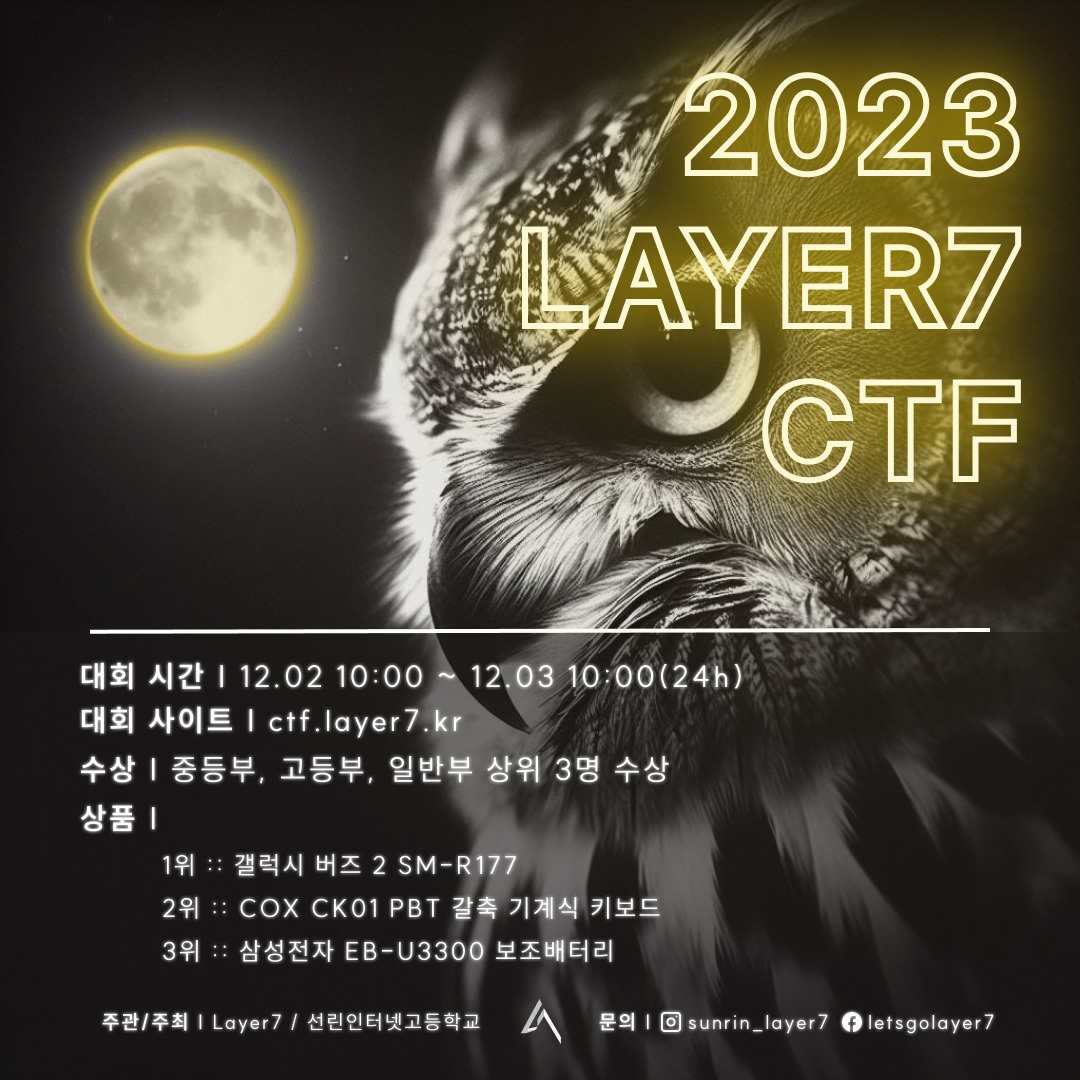 2023
LAYER7
CTF
대회 시간 | 12.02 10:00 ~ 12.03 10:00(24h)
대회 사이트 | ctf.layer7.kr
수상 | 중등부, 고등부, 일반부 상위 3명 수상
상품 |
1위 :: 갤럭시 버즈 2 SM-R177
2위 :: COX CK01 PBT 갈축 기계식 키보드
3위 :: 삼성전자 EB-U3300 보조배터리
주관/주최 | Layer7 / 선린인터넷고등학교
문의 | sunrin_layer7 letsgolayer7